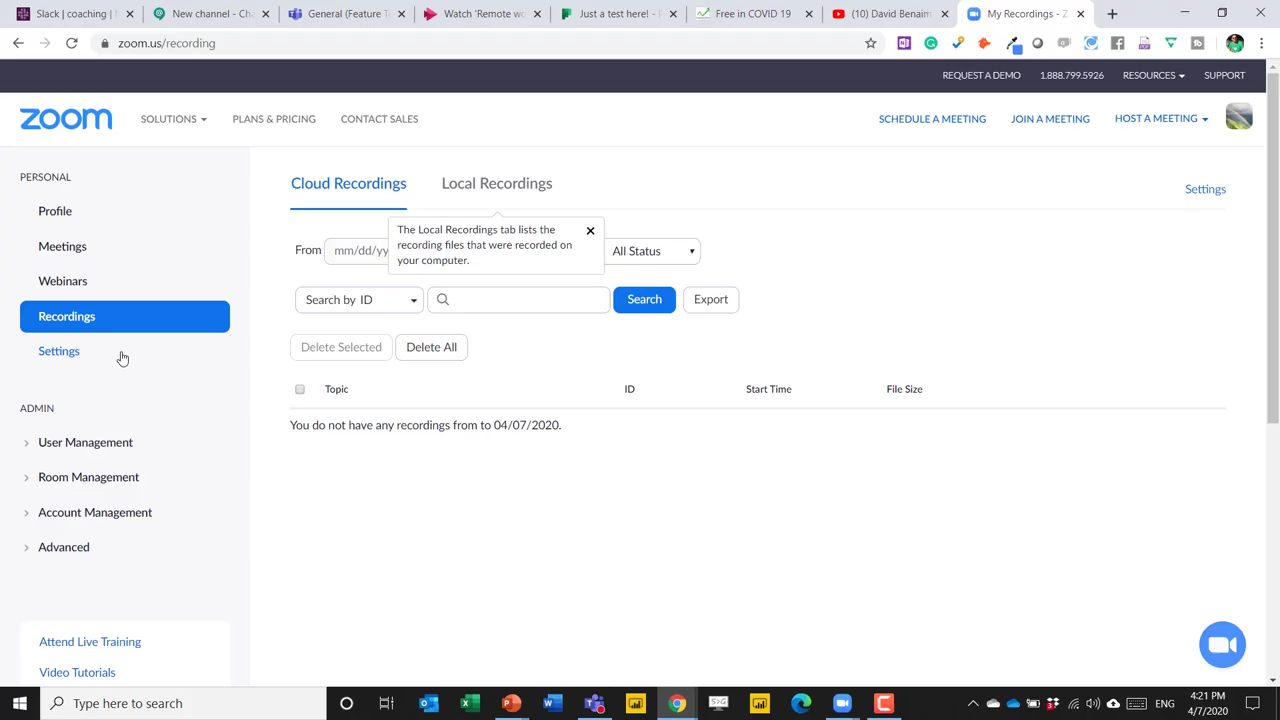 Slack | coaching | N
New channel - Cha
General (Feature Te
Watch 'Remote wo
Just a test here! -
Free in COVID 19
(10) David Benaim
My Recordings - Zo
zoom.us/recording
REQUEST A DEMO 1.888.799.5926 RESOURCES SUPPORT
zoom SOLUTIONS PLANS & PRICING CONTACT SALES SCHEDULE A MEETING JOIN A MEETING HOST A MEETING
PERSONAL
Profile
Meetings
Webinars
Recordings
Settings
ADMIN
User Management
Room Management
Account Management
Advanced
Attend Live Training
Video Tutorials
Cloud Recordings Local Recordings
Settings
The Local Recordings tab lists the
recording files that were recorded on
your computer.
From mm/dd/yy All Status
Search by ID Search Export
Delete Selected Delete All
Topic ID Start Time File Size
You do not have any recordings from to 04/07/2020.
Type here to search
ENG
4:21 PM
4/7/2020